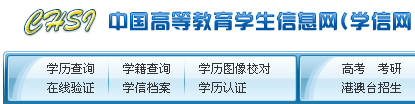 CHSI 中国高等教育学生信息网(学信网
学历查询 学籍查询 学历图像校对 高考 考研
在线验证 学信档案 学历认证 港澳台招生